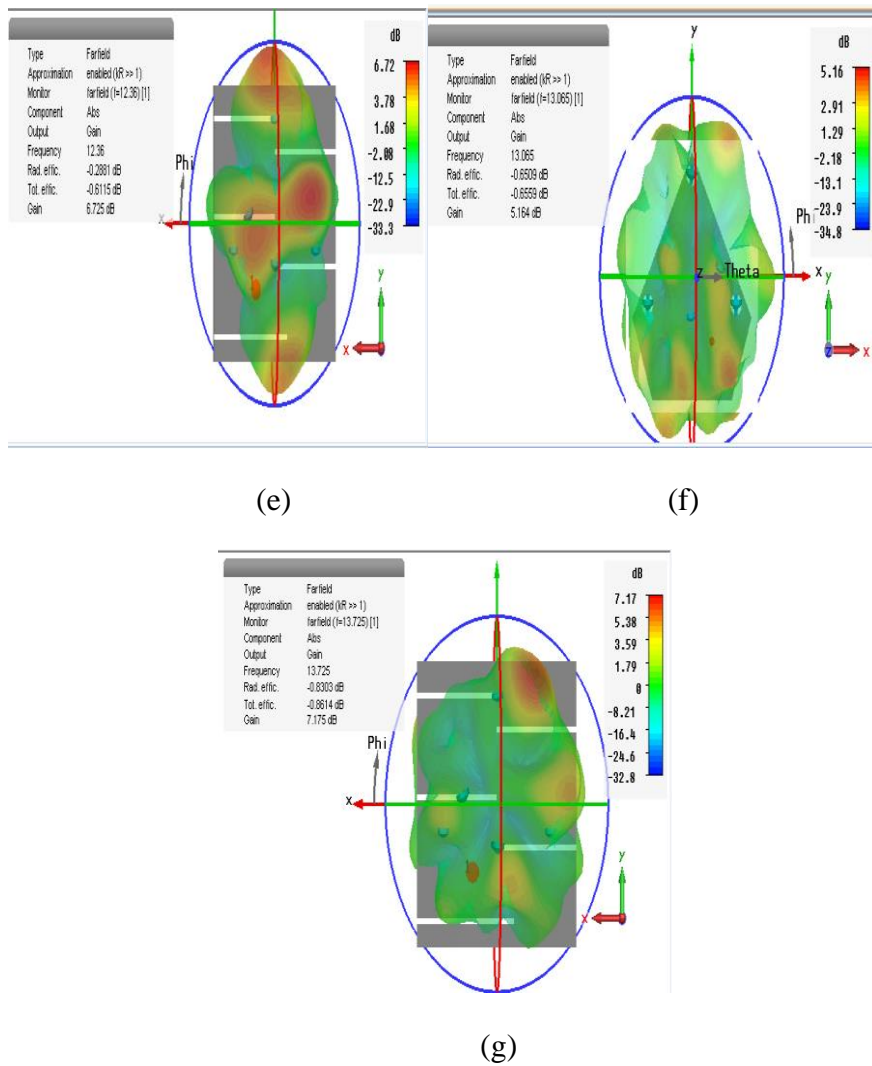 Type Farfield
Approximation enabled (kR >> 1)
Monitor farfield (f=12.36) [1]
Component Abs
Output Gain
Frequency 12.36
Rad. effic. -0.2881 dB
Tot. effic. -0.6115 dB
Gain 6.725 dB
Phi
x
y
x
dB
6.72
3.78
1.68
-2.08
-12.5
-22.9
-33.3
Type Farfield
Approximation enabled (kR >> 1)
Monitor farfield (f=13.065) [1]
Component Abs
Output Gain
Frequency 13.065
Rad. effic. -0.6509 dB
Tot. effic. -0.6559 dB
Gain 5.164 dB
y
z Theta
Phi
x
y
z x
dB
5.16
2.91
1.29
-2.18
-13.1
-23.9
-34.8
(e) (f)
Type Farfield
Approximation enabled (kR >> 1)
Monitor farfield (f=13.725) [1]
Component Abs
Output Gain
Frequency 13.725
Rad. effic. -0.8303 dB
Tot. effic. -0.8614 dB
Gain 7.175 dB
Phi
x
y
x
dB
7.17
5.38
3.59
1.79
0
-8.21
-16.4
-24.6
-32.8
(g)